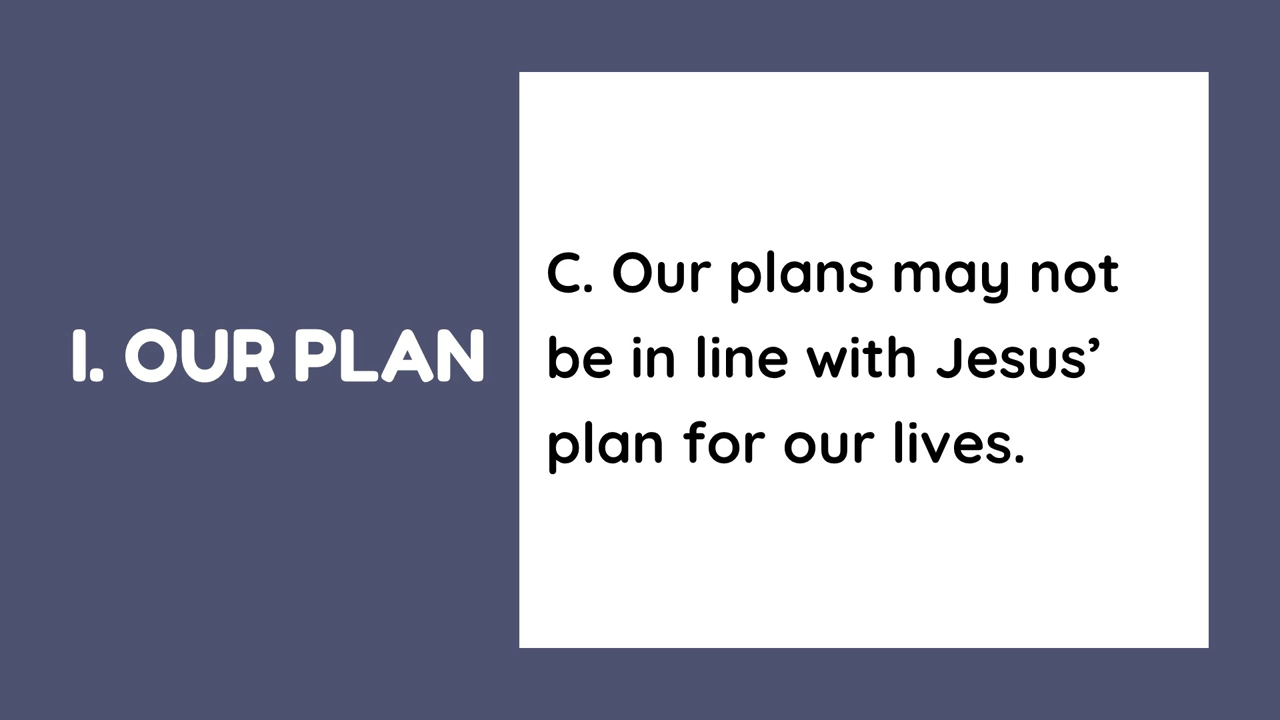 I. OUR PLAN
C. Our plans may not
be in line with Jesus’
plan for our lives.